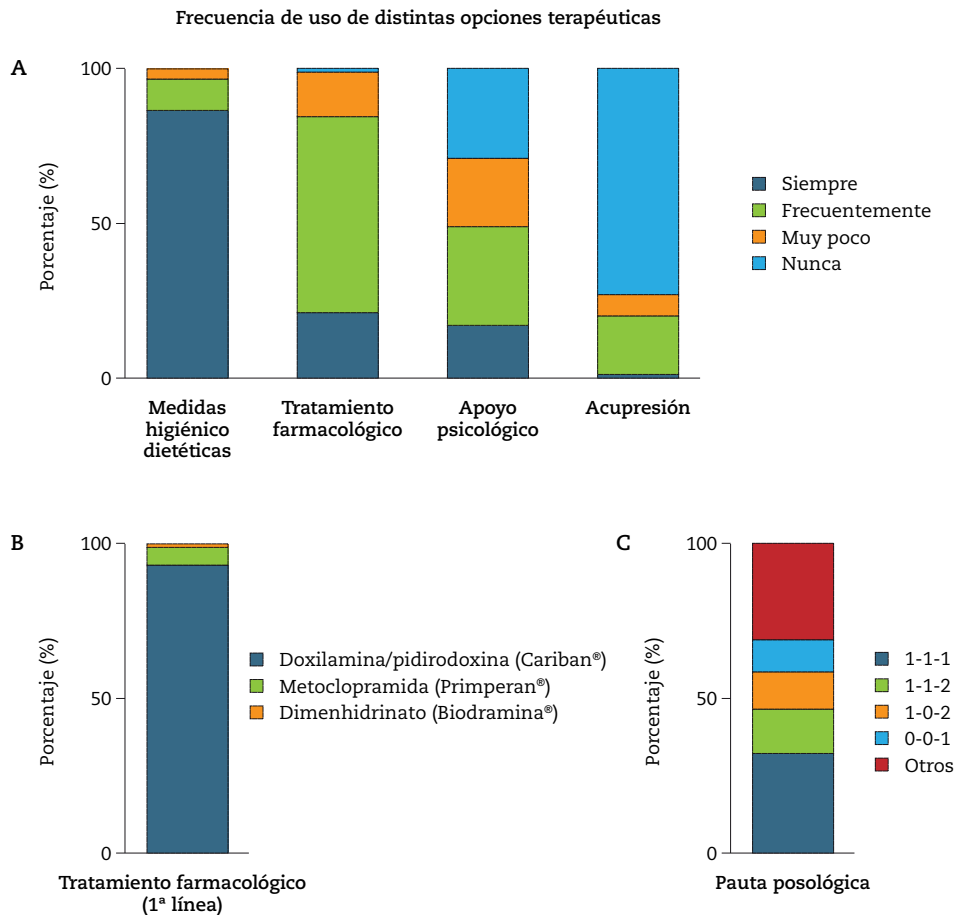 Frecuencia de uso de distintas opciones terapéuticas
A
Porcentaje (%)
100
50
0
Medidas
higiénico
dietéticas
Tratamiento
farmacológico
Apoyo
psicológico
Acupresión
Siempre
Frecuentemente
Muy poco
Nunca
B
Porcentaje (%)
100
50
0
Tratamiento farmacológico
(1ª línea)
Doxilamina/pidirodoxina (Cariban®)
Metoclopramida (Primperan®)
Dimenhidrinato (Biodramina®)
C
Porcentaje (%)
100
50
0
Pauta posológica
1-1-1
1-1-2
1-0-2
0-0-1
Otros